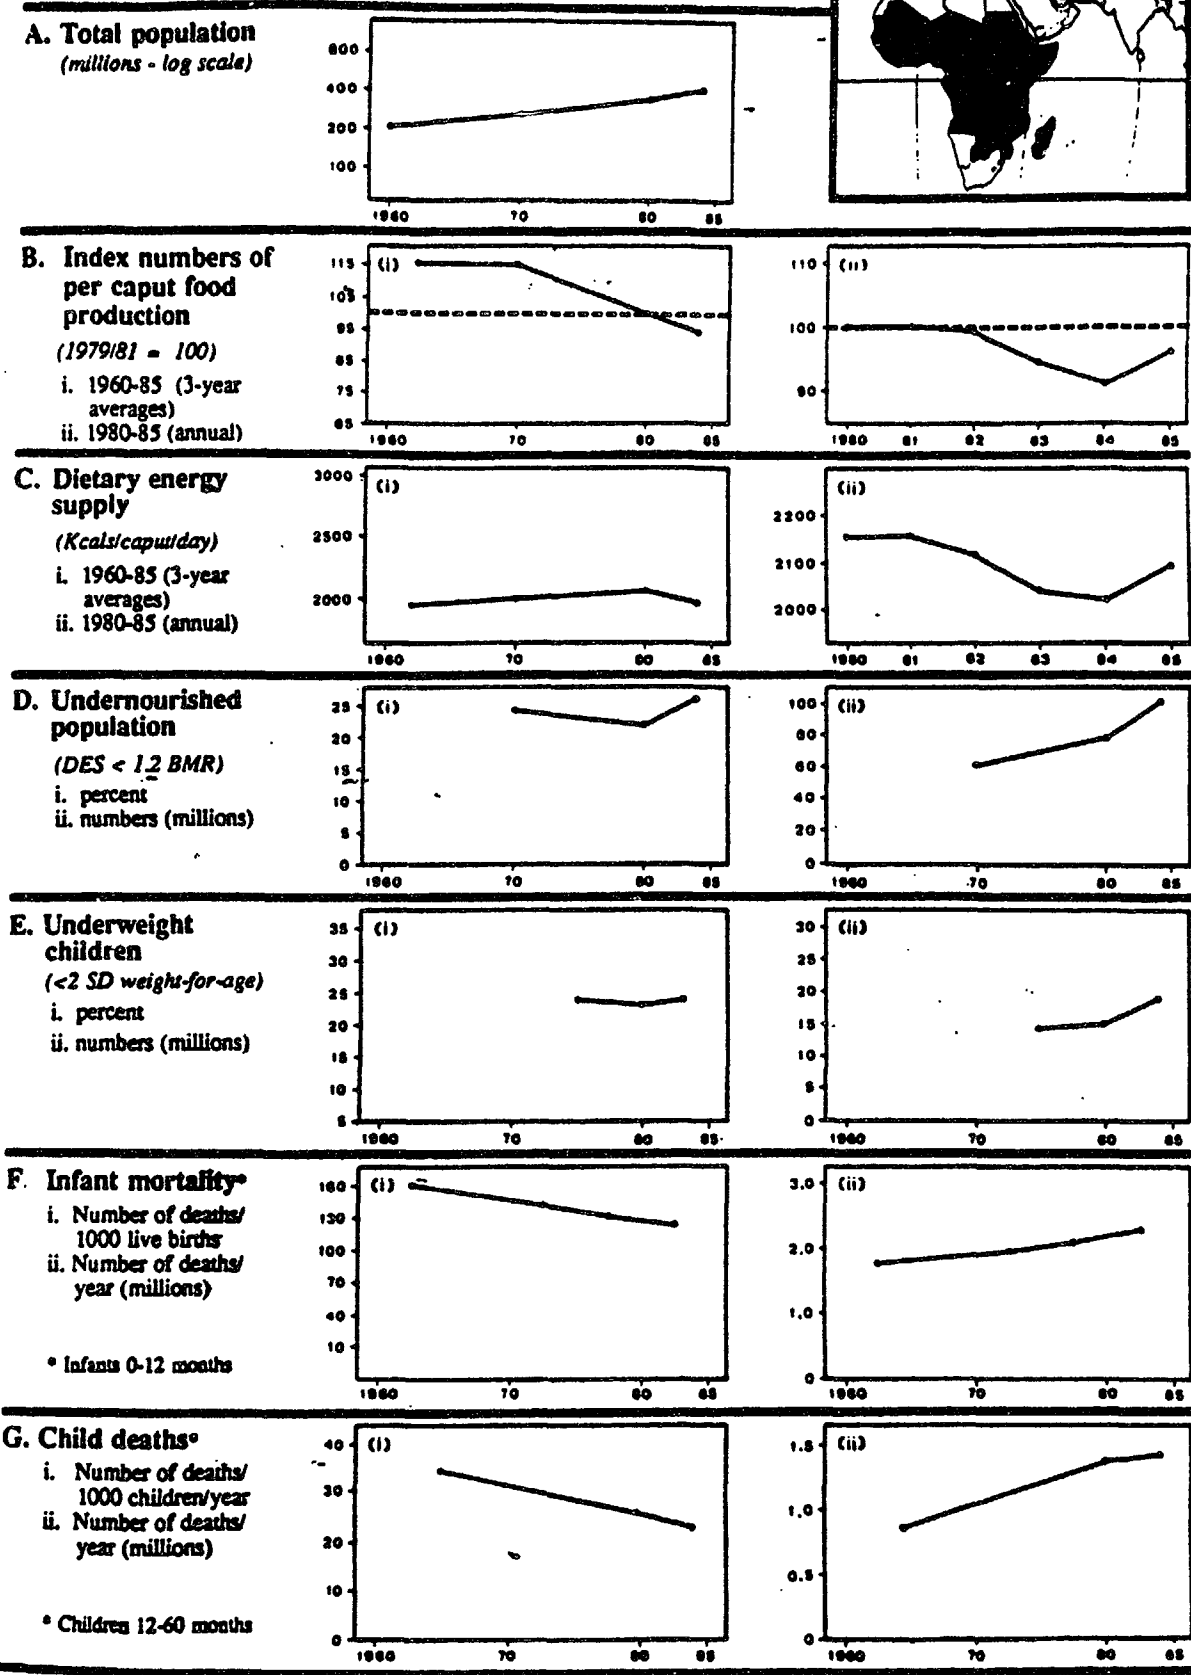 A. Total population
(millions - log scale)
600
400
200
100
1960 70 80 85
B. Index numbers of
per caput food
production
(1979/81 = 100)
i. 1960-85 (3-year
averages)
ii. 1980-85 (annual)
(i)
115
105
95
85
75
65
1960 70 80 85
(ii)
110
100
90
1980 81 82 83 84 85
C. Dietary energy
supply
(Kcals/caput/day)
i. 1960-85 (3-year
averages)
ii. 1980-85 (annual)
(i)
3000
2500
2000
1960 70 80 85
(ii)
2200
2100
2000
1980 81 82 83 84 85
D. Undernourished
population
(DES < 1.2 BMR)
i. percent
ii. numbers (millions)
(i)
25
20
15
10
5
0
1960 70 80 85
(ii)
100
80
60
40
20
0
1960 70 80 85
E. Underweight
children
(<2 SD weight-for-age)
i. percent
ii. numbers (millions)
(i)
35
30
25
20
15
10
5
1960 70 80 85
(ii)
30
25
20
15
10
5
0
1960 70 80 85
F. Infant mortality*
i. Number of deaths/
1000 live births
ii. Number of deaths/
year (millions)
* Infants 0-12 months
(i)
160
130
100
70
40
10
1960 70 80 85
(ii)
3.0
2.0
1.0
0
1960 70 80 85
G. Child deaths*
i. Number of deaths/
1000 children/year
ii. Number of deaths/
year (millions)
* Children 12-60 months
(i)
40
30
20
10
0
1960 70 80 85
(ii)
1.5
1.0
0.5
0
1960 70 80 85